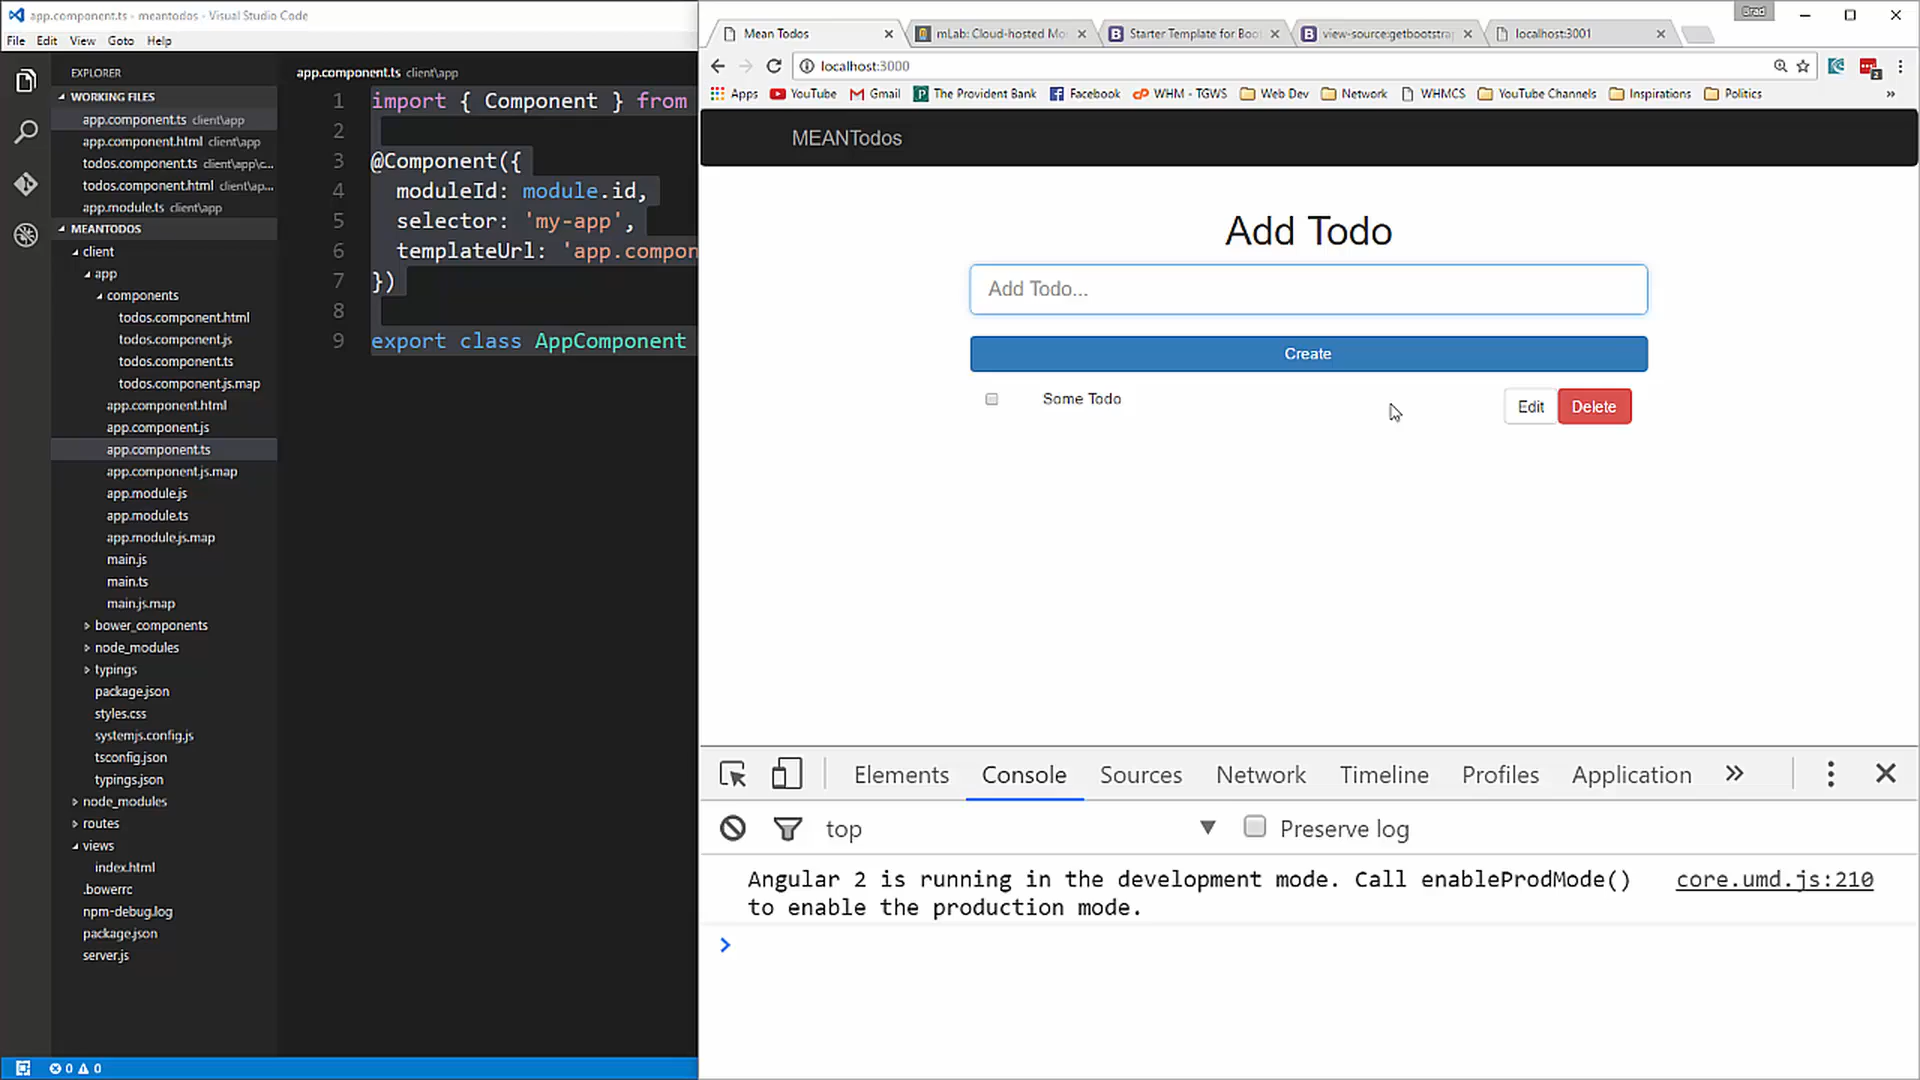 app.component.ts - meantodos - Visual Studio Code
File Edit View Goto Help
EXPLORER
WORKING FILES
app.component.ts client\app
app.component.html client\app
todos.component.ts client\app\c...
todos.component.html client\ap...
app.module.ts client\app
MEANTODOS
client
app
components
todos.component.html
todos.component.js
todos.component.ts
todos.component.js.map
app.component.html
app.component.js
app.component.ts
app.component.js.map
app.module.js
app.module.ts
app.module.js.map
main.js
main.ts
main.js.map
bower_components
node_modules
typings
package.json
styles.css
systemjs.config.js
tsconfig.json
typings.json
node_modules
routes
views
index.html
.bowerrc
npm-debug.log
package.json
server.js
0 0
app.component.ts client\app
1 import { Component } from
2
3 @Component({
4 moduleId: module.id,
5 selector: 'my-app',
6 templateUrl: 'app.compon
7 })
8
9 export class AppComponent
Brad
Mean Todos
mLab: Cloud-hosted Mo
Starter Template for Boo
view-source:getbootstra
localhost:3001
localhost:3000
2
Apps YouTube Gmail The Provident Bank Facebook WHM - TGWS Web Dev Network WHMCS YouTube Channels Inspirations Politics »
MEANTodos
Add Todo
Add Todo...
Create
Some Todo Edit Delete
Elements Console Sources Network Timeline Profiles Application »
top Preserve log
Angular 2 is running in the development mode. Call enableProdMode() core.umd.js:210
to enable the production mode.
>